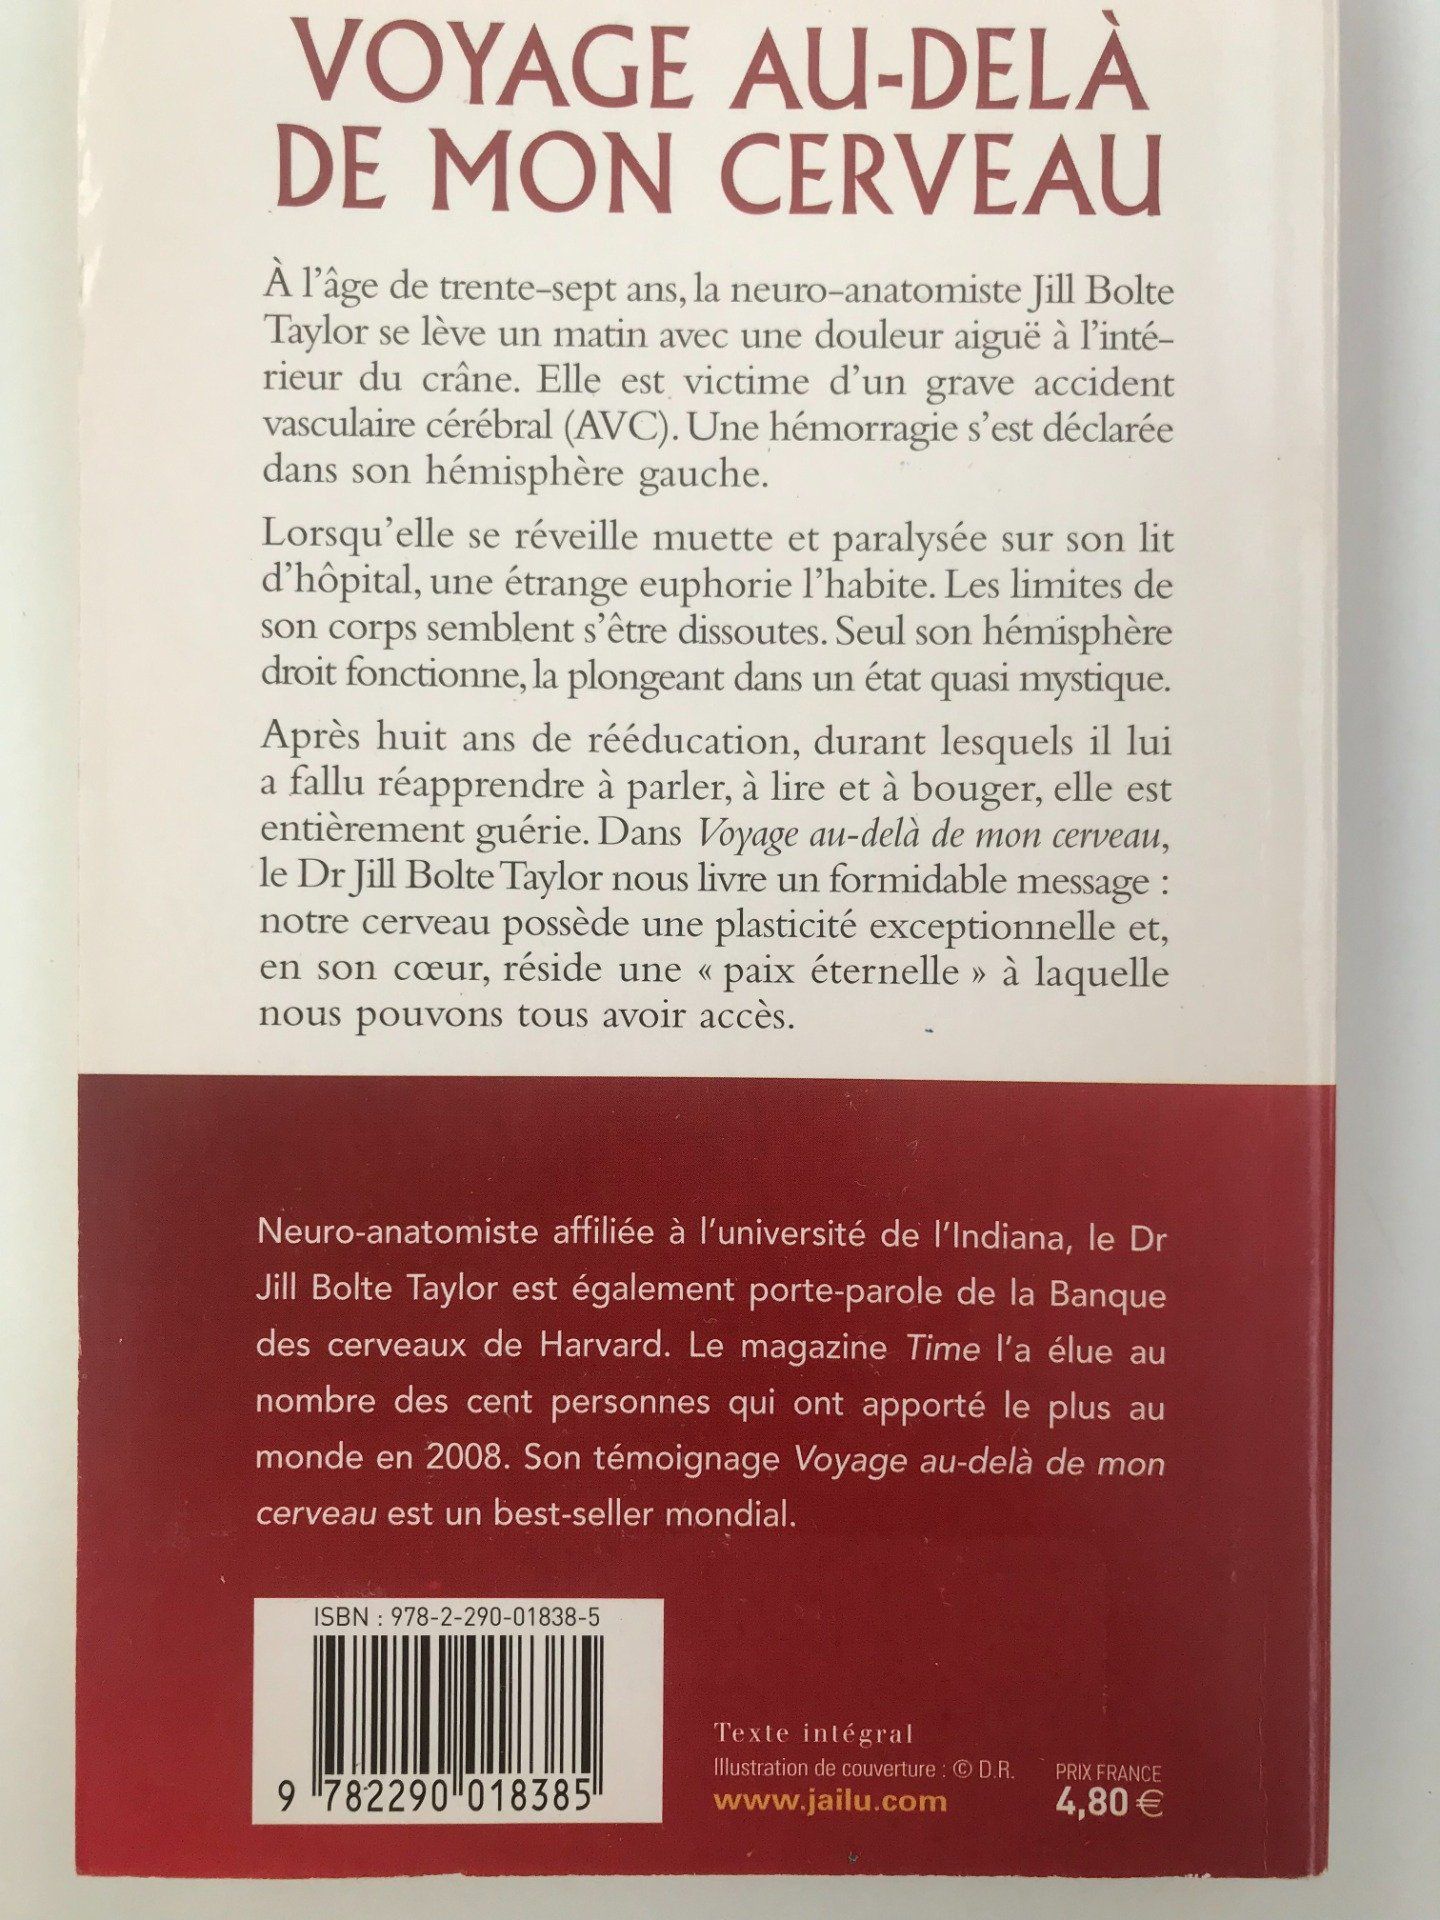 VOYAGE AU-DELÀ
DE MON CERVEAU
À l'âge de trente-sept ans, la neuro-anatomiste Jill Bolte
Taylor se lève un matin avec une douleur aiguë à l'inté-
rieur du crâne. Elle est victime d'un grave accident
vasculaire cérébral (AVC). Une hémorragie s'est déclarée
dans son hémisphère gauche.
Lorsqu'elle se réveille muette et paralysée sur son lit
d'hôpital, une étrange euphorie l'habite. Les limites de
son corps semblent s'être dissoutes. Seul son hémisphère
droit fonctionne, la plongeant dans un état quasi mystique.
Après huit ans de rééducation, durant lesquels il lui
a fallu réapprendre à parler, à lire et à bouger, elle est
entièrement guérie. Dans Voyage au-delà de mon cerveau,
le Dr Jill Bolte Taylor nous livre un formidable message :
notre cerveau possède une plasticité exceptionnelle et,
en son cœur, réside une « paix éternelle » à laquelle
nous pouvons tous avoir accès.
Neuro-anatomiste affiliée à l'université de l'Indiana, le Dr
Jill Bolte Taylor est également porte-parole de la Banque
des cerveaux de Harvard. Le magazine Time l'a élue au
nombre des cent personnes qui ont apporté le plus au
monde en 2008. Son témoignage Voyage au-delà de mon
cerveau est un best-seller mondial.
ISBN : 978-2-290-01838-5
9 782290 018385
Texte intégral
Illustration de couverture : © D.R.
www.jailu.com
PRIX FRANCE
4,80 €